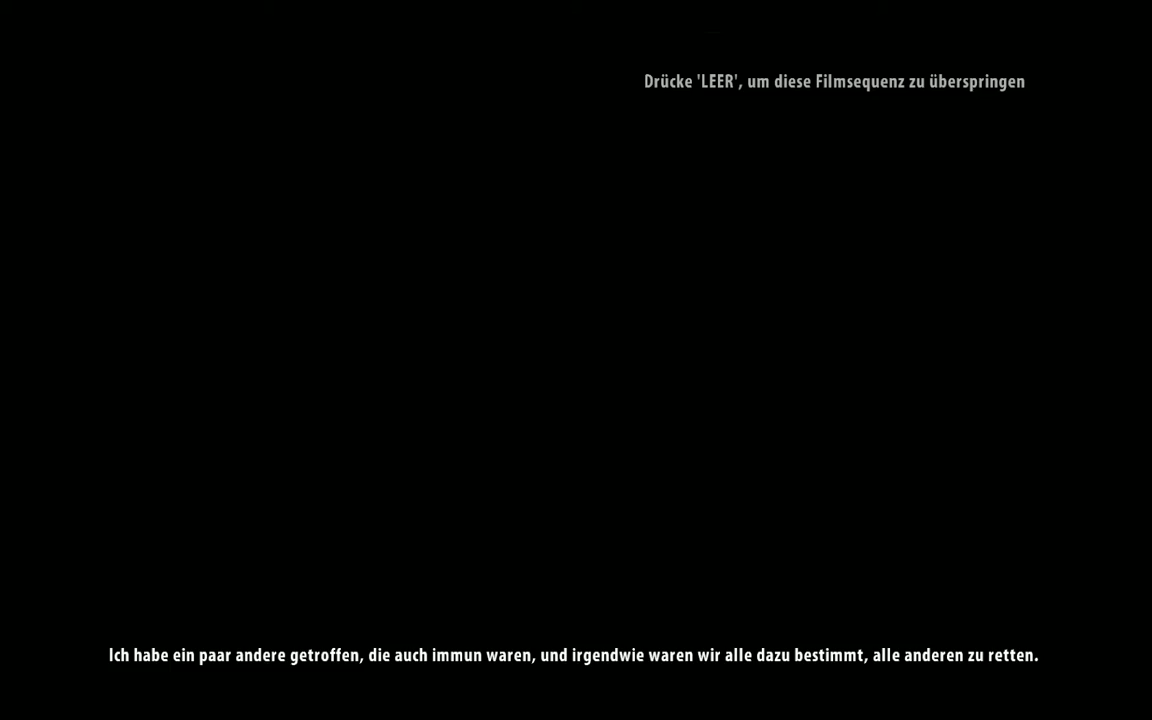 Drücke 'LEER', um diese Filmsequenz zu überspringen
Ich habe ein paar andere getroffen, die auch immun waren, und irgendwie waren wir alle dazu bestimmt, alle anderen zu retten.